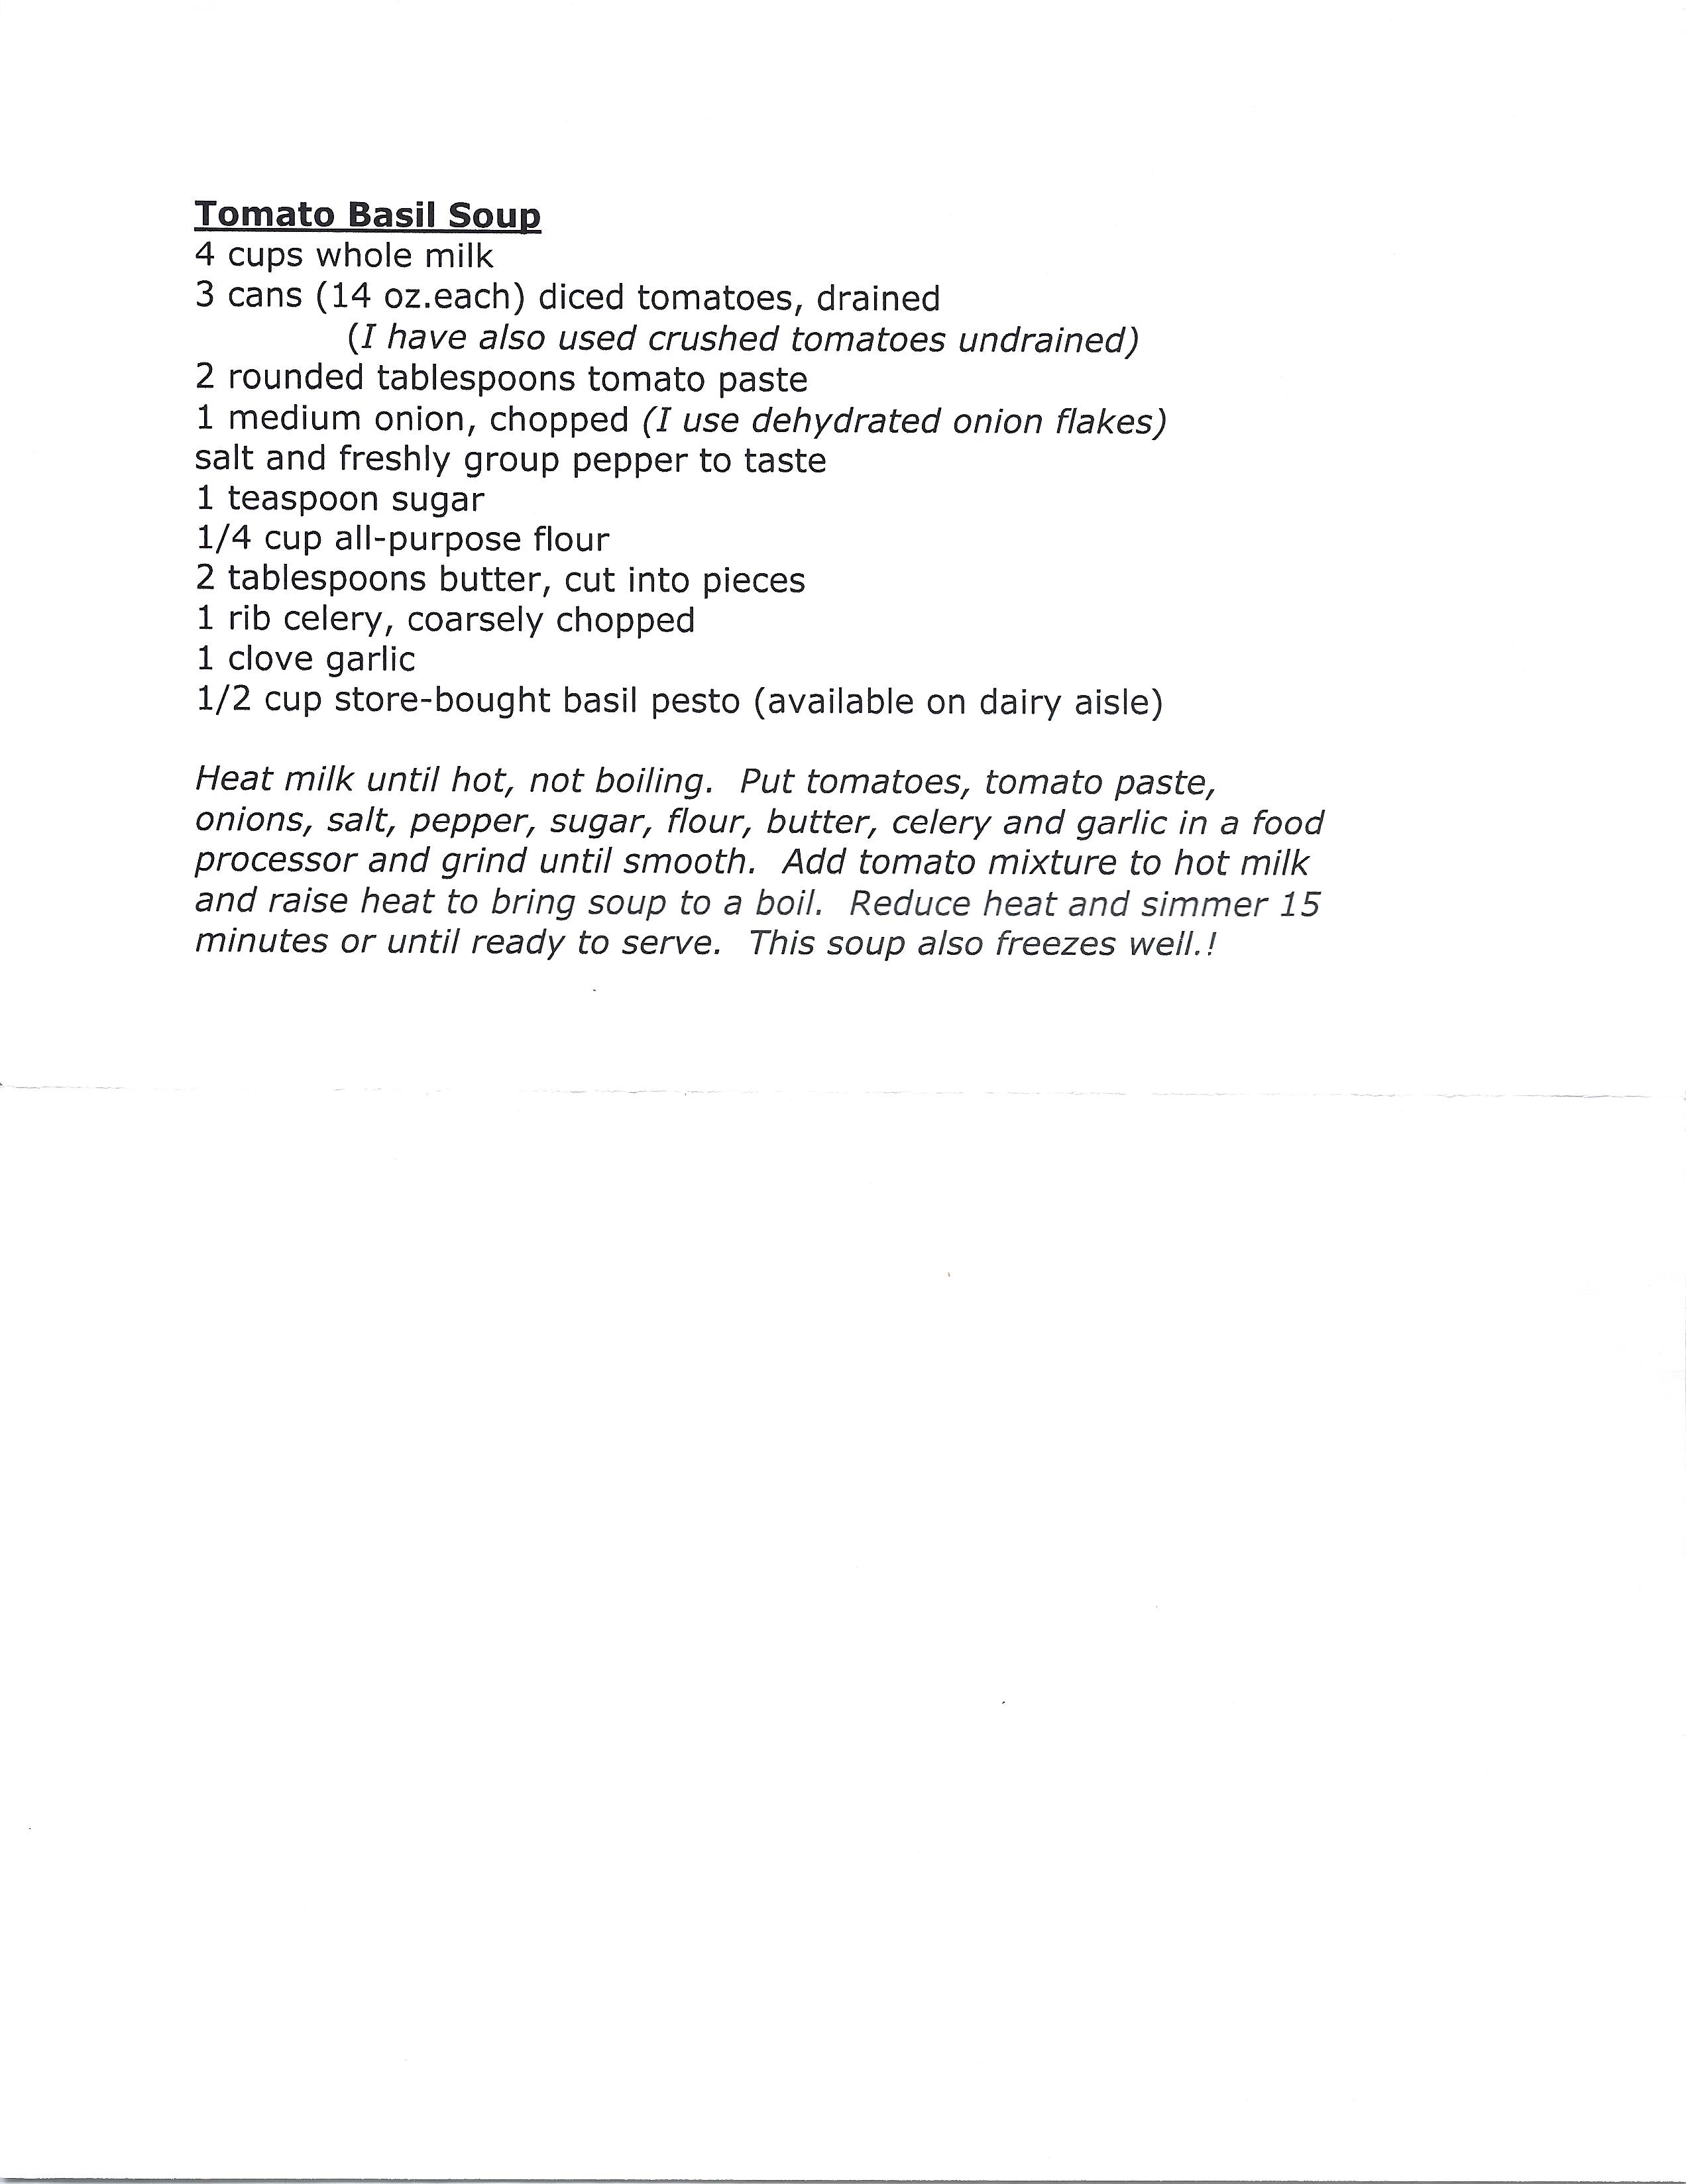 Tomato Basil Soup
4 cups whole milk
3 cans (14 oz.each) diced tomatoes, drained
(I have also used crushed tomatoes undrained)
2 rounded tablespoons tomato paste
1 medium onion, chopped (I use dehydrated onion flakes)
salt and freshly group pepper to taste
1 teaspoon sugar
1/4 cup all-purpose flour
2 tablespoons butter, cut into pieces
1 rib celery, coarsely chopped
1 clove garlic
1/2 cup store-bought basil pesto (available on dairy aisle)
Heat milk until hot, not boiling.  Put tomatoes, tomato paste,
onions, salt, pepper, sugar, flour, butter, celery and garlic in a food
processor and grind until smooth.  Add tomato mixture to hot milk
and raise heat to bring soup to a boil.  Reduce heat and simmer 15
minutes or until ready to serve.  This soup also freezes well.!